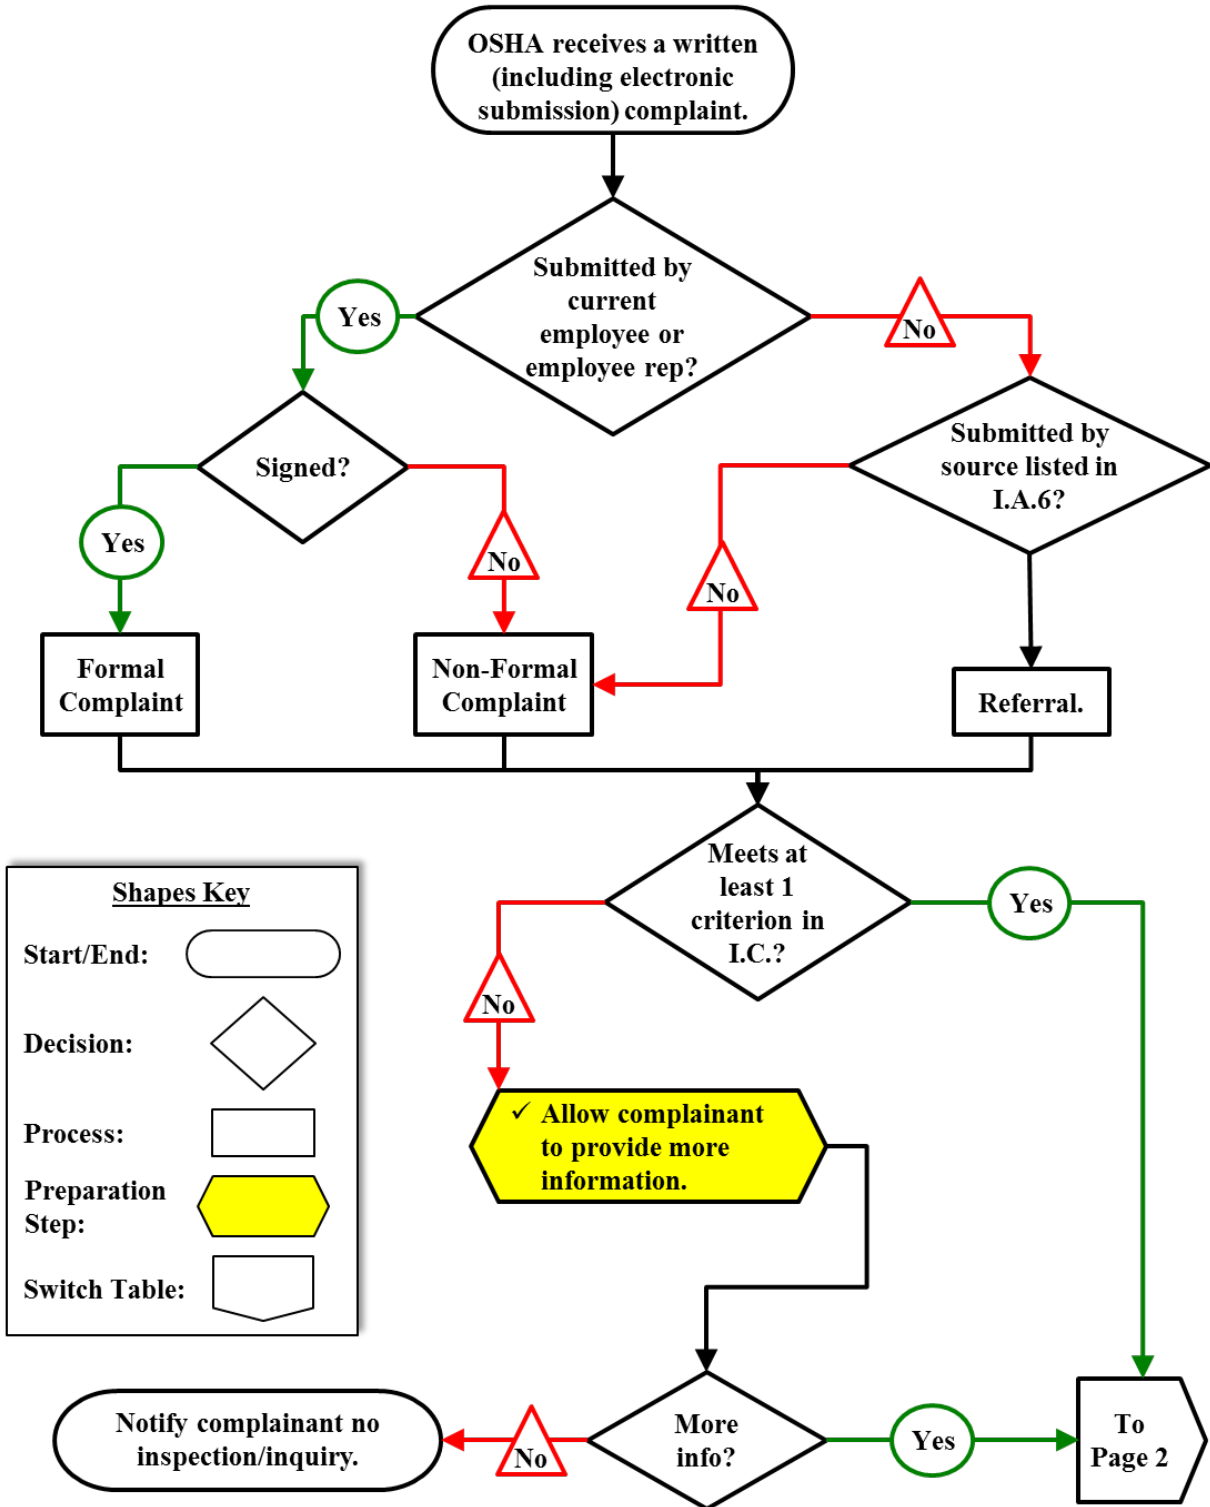 OSHA receives a written
(including electronic
submission) complaint.
Submitted by
current
employee or
employee rep?
Yes
No
Signed?
Submitted by
source listed in
I.A.6?
Yes
No
No
Formal
Complaint
Non-Formal
Complaint
Referral.
Meets at
least 1
criterion in
I.C.?
Yes
No
Shapes Key
Start/End:
Decision:
Process:
Preparation
Step:
Switch Table:
✓ Allow complainant
to provide more
information.
More
info?
No
Yes
Notify complainant no
inspection/inquiry.
To
Page 2